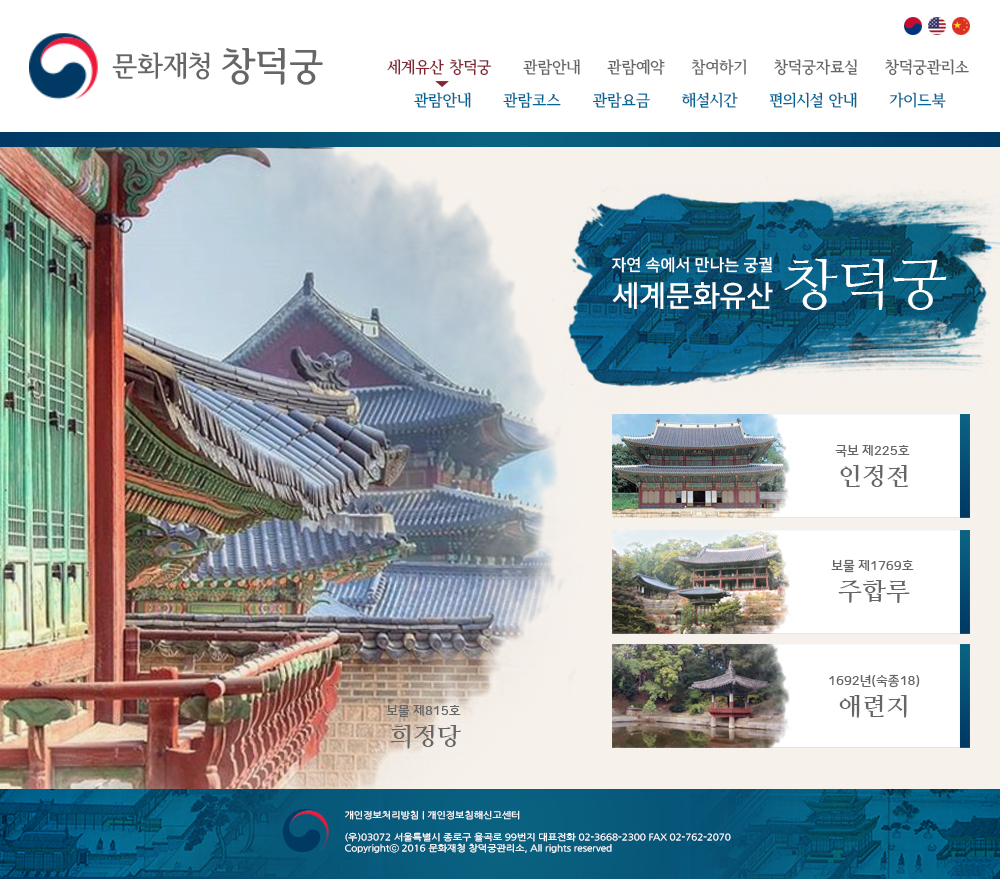 문화재청 창덕궁
세계유산 창덕궁 관람안내 관람예약 참여하기 창덕궁자료실 창덕궁관리소
관람안내 관람코스 관람요금 해설시간 편의시설 안내 가이드북
자연 속에서 만나는 궁궐
세계문화유산 창덕궁
국보 제225호
인정전
보물 제1769호
주합루
1692년(숙종18)
애련지
보물 제815호
희정당
개인정보처리방침 | 개인정보침해신고센터
(우)03072 서울특별시 종로구 율곡로 99번지 대표전화 02-3668-2300 FAX 02-762-2070
Copyrightⓒ 2016 문화재청 창덕궁관리소, All rights reserved